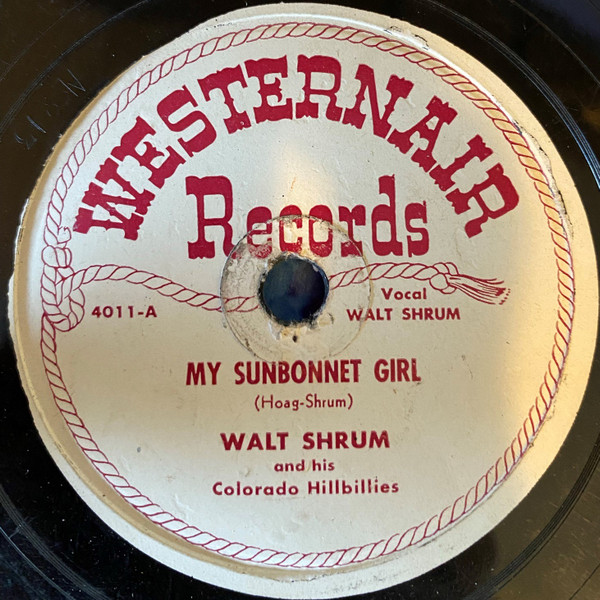 WESTERNAIR
Records
4011-A
Vocal
WALT SHRUM
MY SUNBONNET GIRL
(Hoag-Shrum)
WALT SHRUM
and his
Colorado Hillbillies